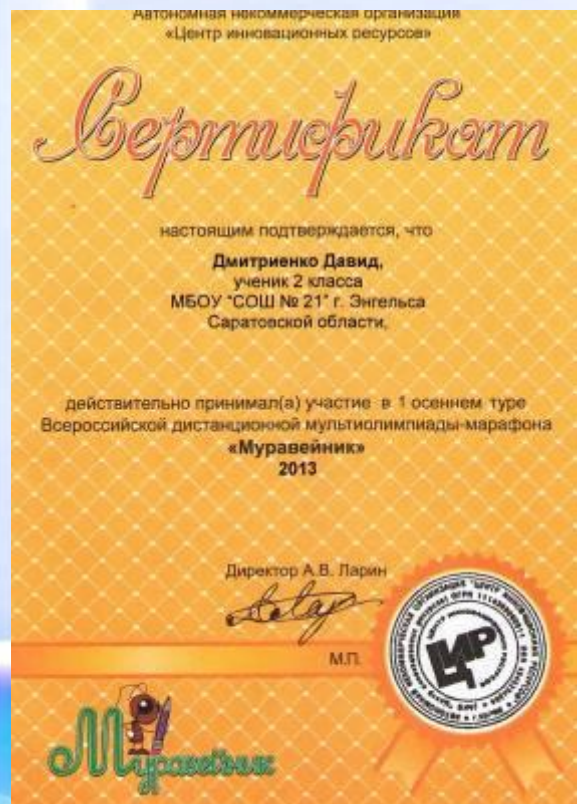 Автономная некоммерческая организация
«Центр инновационных ресурсов»
Сертификат
настоящим подтверждается, что
Дмитриенко Давид,
ученик 2 класса
МБОУ "СОШ № 21" г. Энгельса
Саратовской области,
действительно принимал(а) участие в 1 осеннем туре
Всероссийской дистанционной мультиолимпиады-марафона
«Муравейник»
2013
Директор А.В. Ларин
М.П.
ЦИР
Муравейник